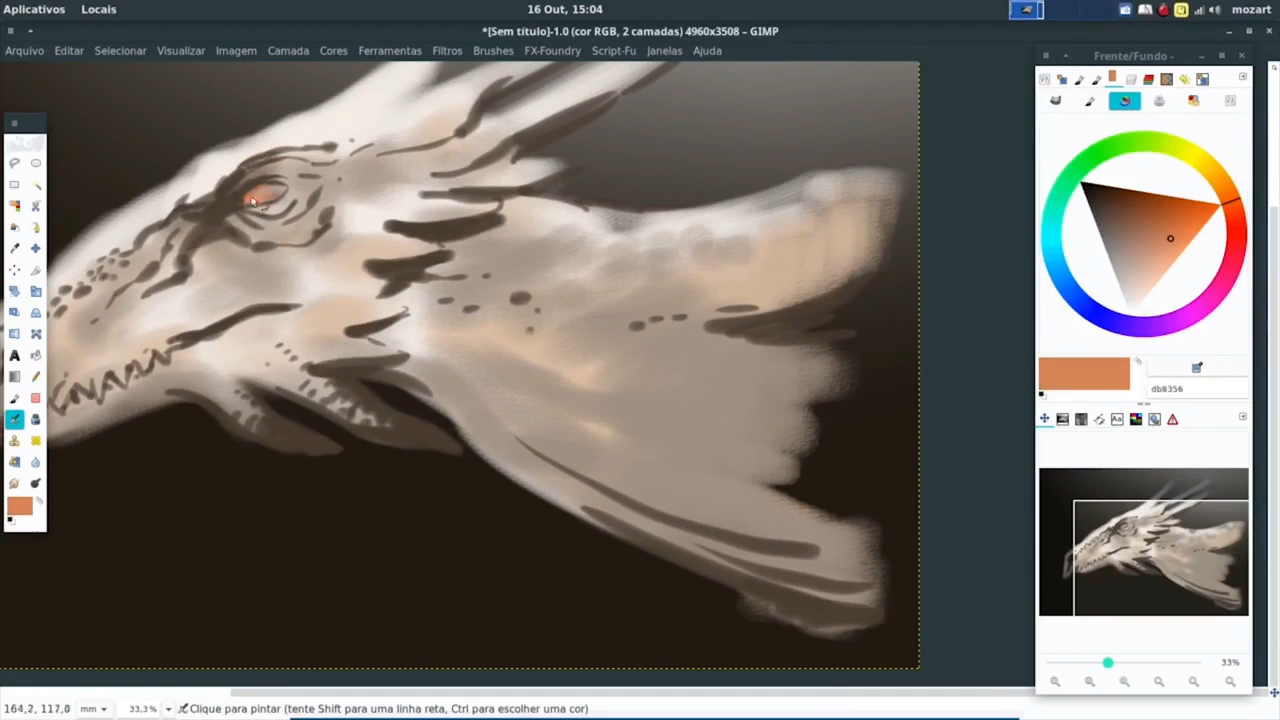 Aplicativos Locais 16 Out, 15:04 mozart
*[Sem título]-1.0 (cor RGB, 2 camadas) 4960x3508 – GIMP
Arquivo Editar Selecionar Visualizar Imagem Camada Cores Ferramentas Filtros Brushes FX-Foundry Script-Fu Janelas Ajuda
Frente/Fundo -
db8356
33%
164,2, 117,0 mm 33,3% Clique para pintar (tente Shift para uma linha reta, Ctrl para escolher uma cor)